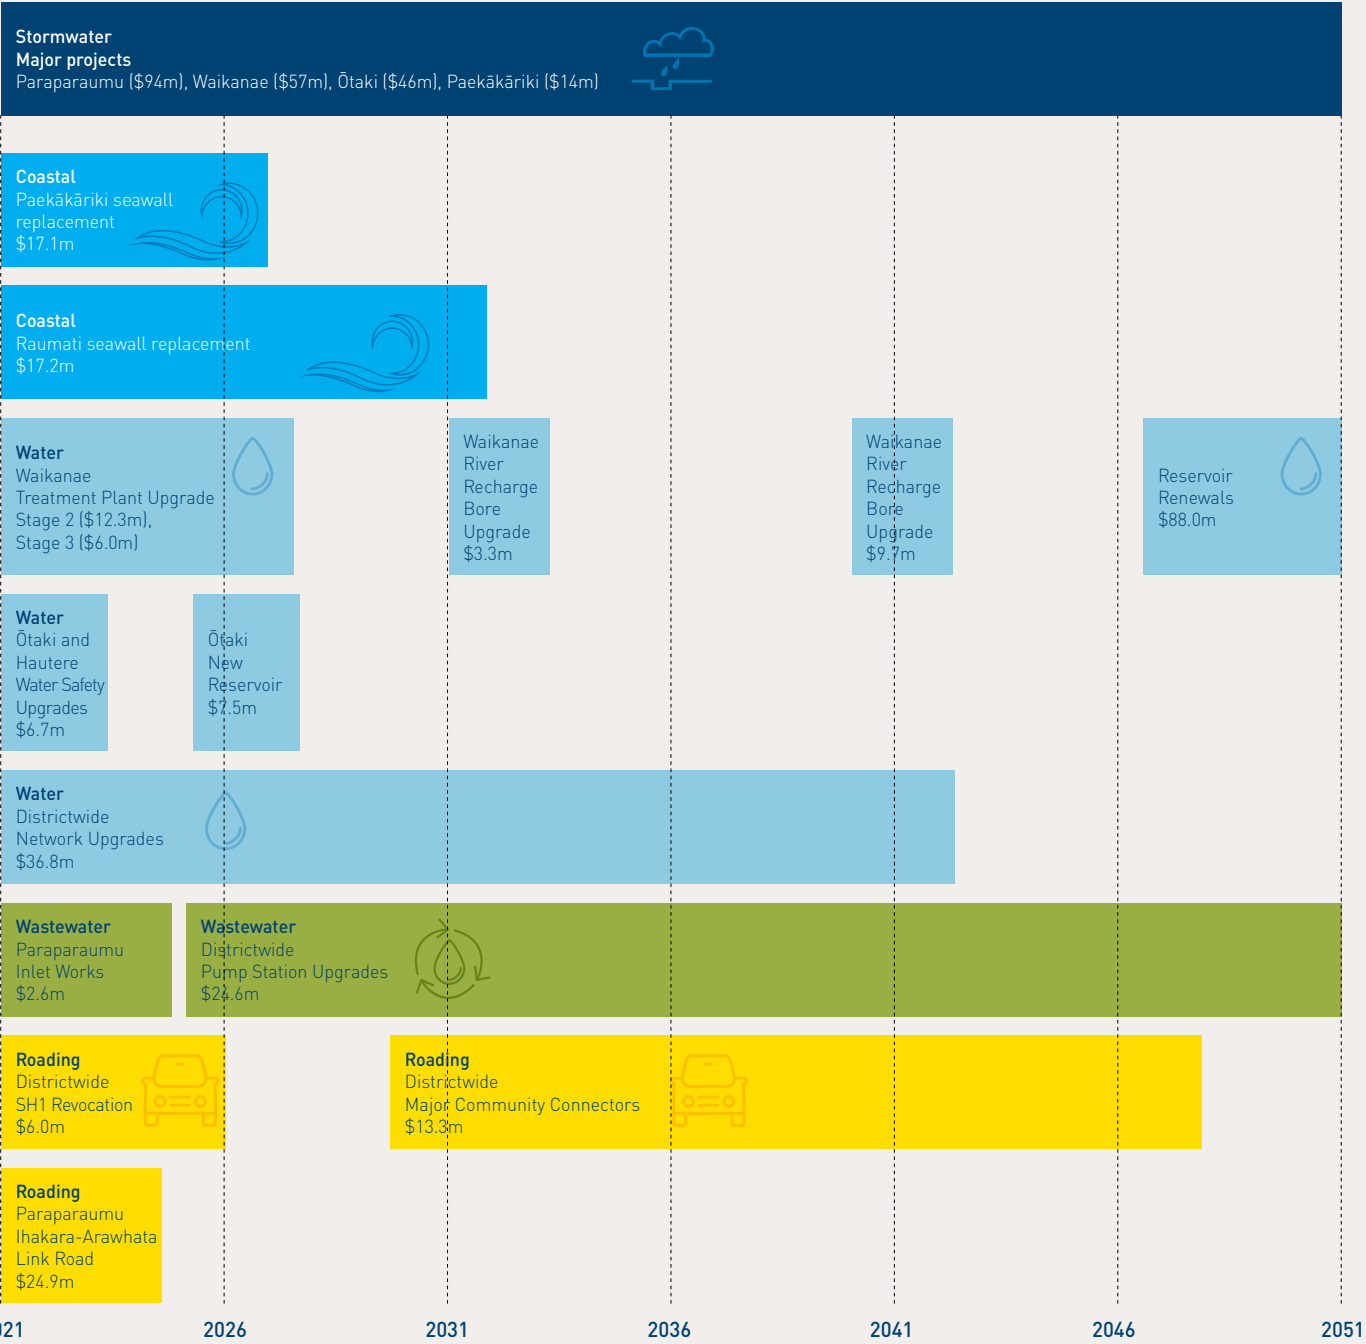 Stormwater
Major projects
Paraparaumu ($94m), Waikanae ($57m), Ōtaki ($46m), Paekākāriki ($14m)
Coastal
Paekākāriki seawall
replacement
$17.1m
Coastal
Raumati seawall replacement
$17.2m
Water
Waikanae
Treatment Plant Upgrade
Stage 2 ($12.3m),
Stage 3 ($6.0m)
Waikanae
River
Recharge
Bore
Upgrade
$3.3m
Waikanae
River
Recharge
Bore
Upgrade
$9.7m
Reservoir
Renewals
$88.0m
Water
Ōtaki and
Hautere
Water Safety
Upgrades
$6.7m
Ōtaki
New
Reservoir
$7.5m
Water
Districtwide
Network Upgrades
$36.8m
Wastewater
Paraparaumu
Inlet Works
$2.6m
Wastewater
Districtwide
Pump Station Upgrades
$24.6m
Roading
Districtwide
SH1 Revocation
$6.0m
Roading
Districtwide
Major Community Connectors
$13.3m
Roading
Paraparaumu
Ihakara-Arawhata
Link Road
$24.9m
21 2026 2031 2036 2041 2046 2051